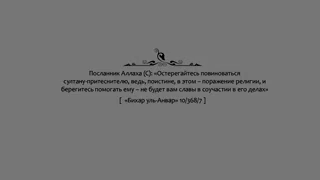 Посланник Аллаха (С): «Остерегайтесь повиноваться
султану-притеснителю, ведь, поистине, в этом – поражение религии, и
берегитесь помогать ему – не будет вам славы в соучастии в его делах»
[ «Бихар уль-Анвар» 10/368/7 ]